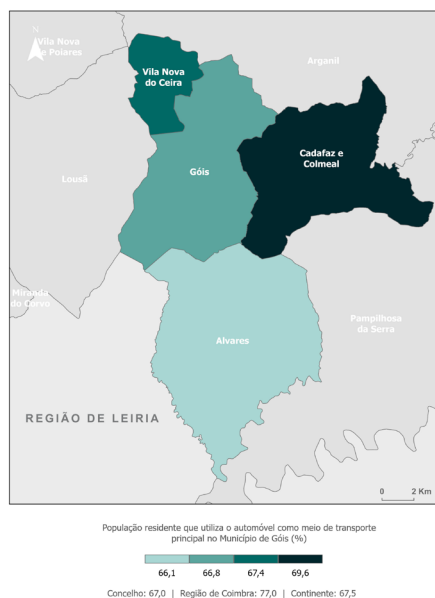 Vila Nova
de Poiares
Arganil
Vila Nova
do Ceira
Cadafaz e
Colmeal
Góis
Lousã
Miranda
do Corvo
Pampilhosa
da Serra
Alvares
REGIÃO DE LEIRIA
0 2 Km
População residente que utiliza o automóvel como meio de transporte
principal no Município de Góis (%)
66,1 66,8 67,4 69,6
Concelho: 67,0 | Região de Coimbra: 77,0 | Continente: 67,5